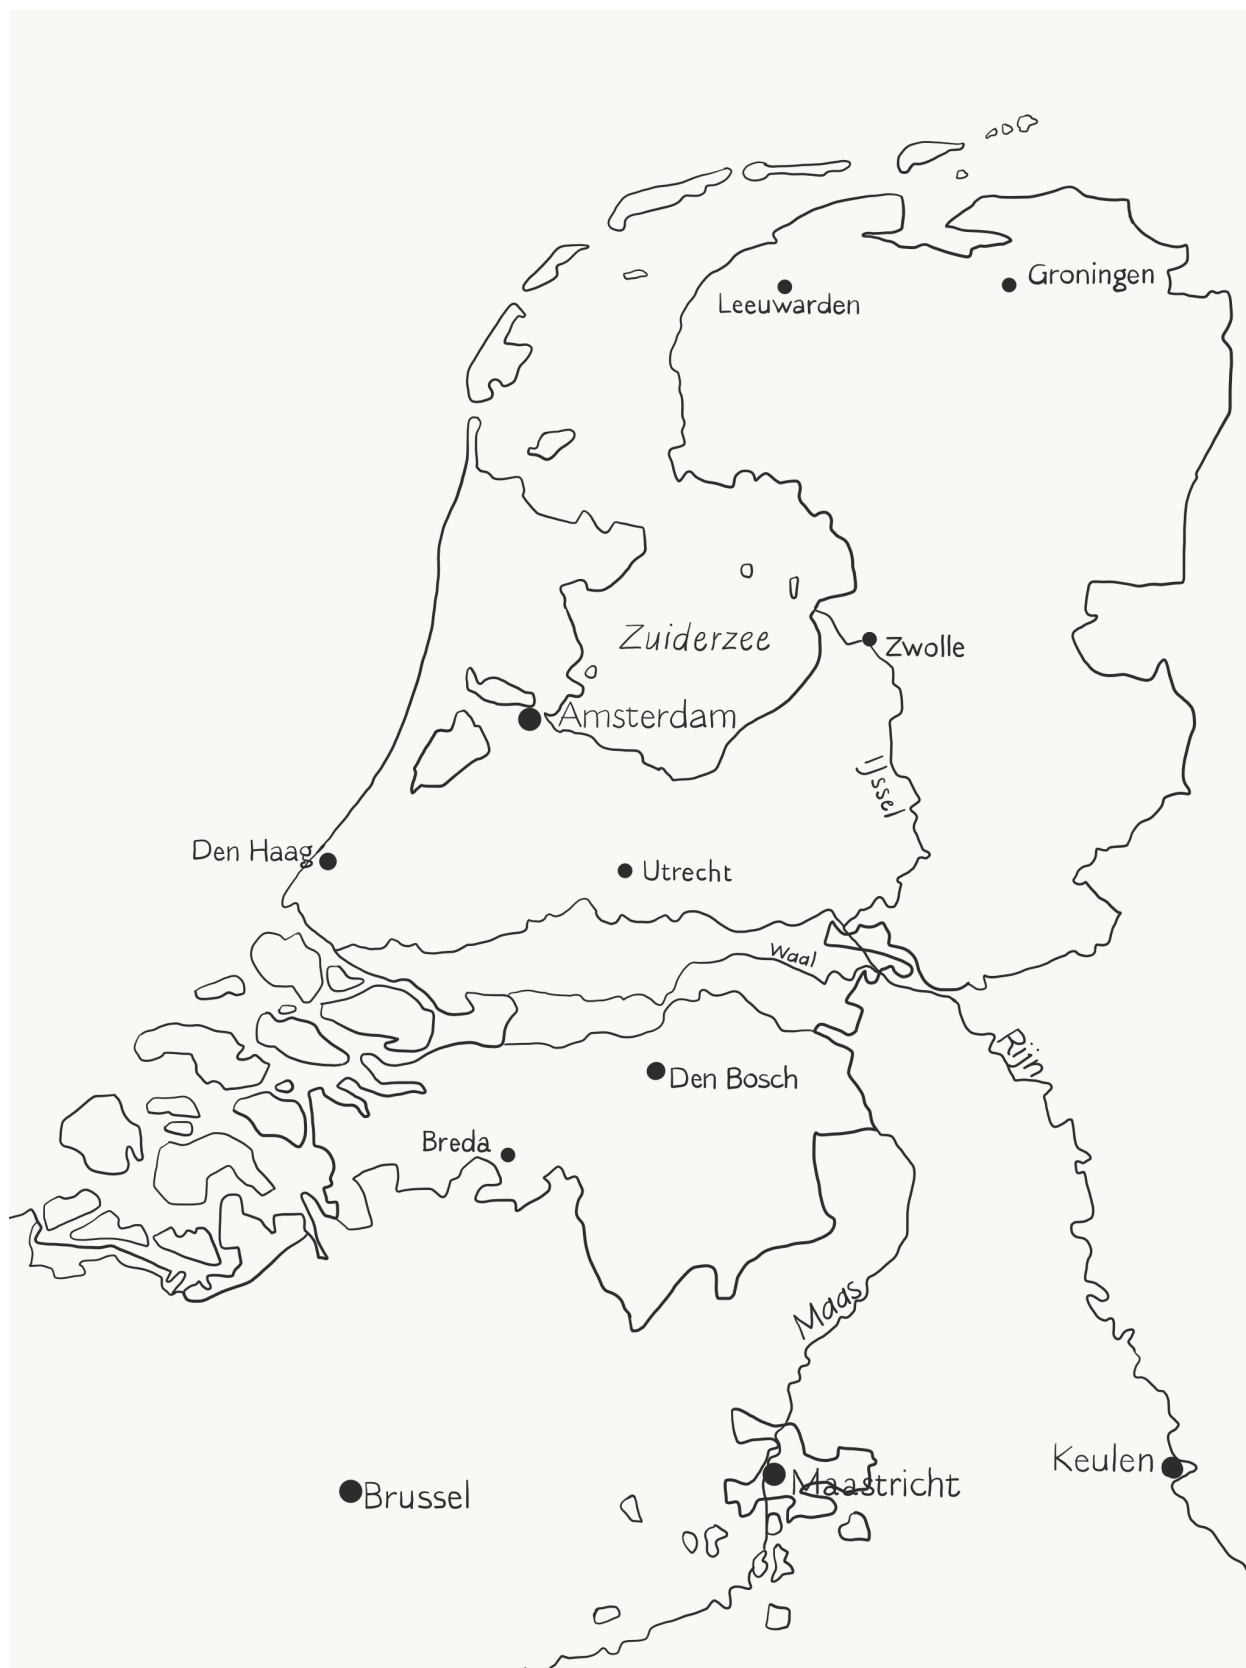 Groningen
Leeuwarden
Zuiderzee
Zwolle
Amsterdam
IJssel
Den Haag
Utrecht
Waal
Rijn
Den Bosch
Breda
Maas
Keulen
Maastricht
Brussel